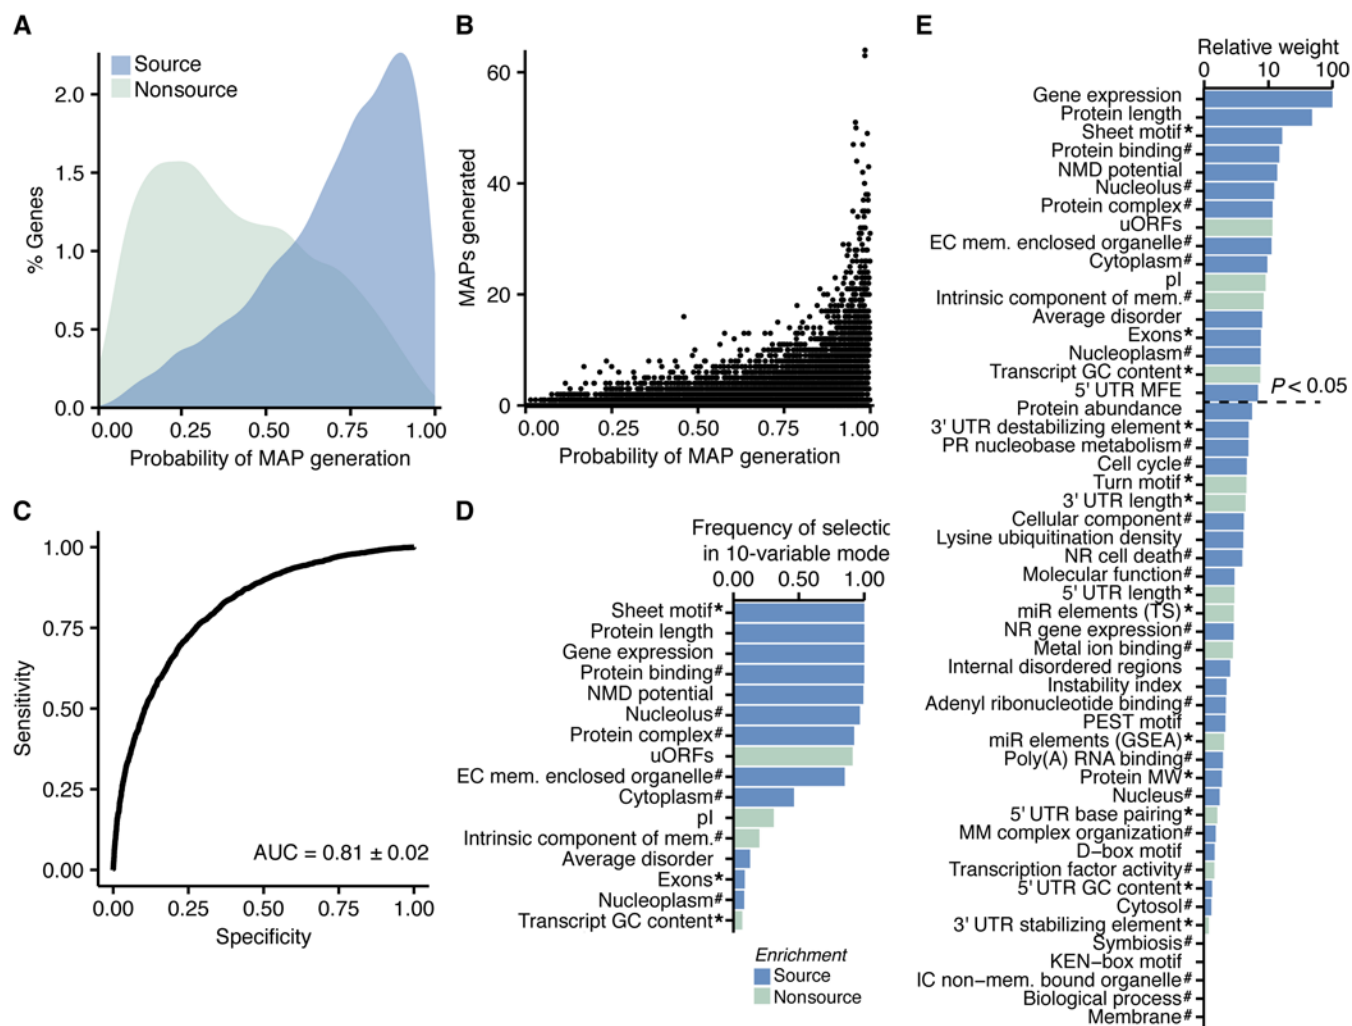 A
Source
Nonsource
% Genes
2.0
1.5
1.0
0.5
0.0
0.00 0.25 0.50 0.75 1.00
Probability of MAP generation
B
MAPs generated
60
40
20
0
0.00 0.25 0.50 0.75 1.00
Probability of MAP generation
C
Sensitivity
1.00
0.75
0.50
0.25
0.00
AUC = 0.81 ± 0.02
0.00 0.25 0.50 0.75 1.00
Specificity
D
Frequency of selectic
in 10-variable mode
0.00 0.50 1.00
Sheet motif*
Protein length
Gene expression
Protein binding#
NMD potential
Nucleolus#
Protein complex#
uORFs
EC mem. enclosed organelle#
Cytoplasm#
pI
Intrinsic component of mem.#
Average disorder
Exons*
Nucleoplasm#
Transcript GC content*
Enrichment
Source
Nonsource
E
Relative weight
0 10 100
Gene expression
Protein length
Sheet motif*
Protein binding#
NMD potential
Nucleolus#
Protein complex#
uORFs
EC mem. enclosed organelle#
Cytoplasm#
pI
Intrinsic component of mem.#
Average disorder
Exons*
Nucleoplasm#
Transcript GC content*
5' UTR MFE
P < 0.05
Protein abundance
3' UTR destabilizing element*
PR nucleobase metabolism#
Cell cycle#
Turn motif*
3' UTR length*
Cellular component#
Lysine ubiquitination density
NR cell death#
Molecular function#
5' UTR length*
miR elements (TS)*
NR gene expression#
Metal ion binding#
Internal disordered regions
Instability index
Adenyl ribonucleotide binding#
PEST motif
miR elements (GSEA)*
Poly(A) RNA binding#
Protein MW*
Nucleus#
5' UTR base pairing*
MM complex organization#
D−box motif
Transcription factor activity#
5' UTR GC content*
Cytosol#
3' UTR stabilizing element*
Symbiosis#
KEN−box motif
IC non−mem. bound organelle#
Biological process#
Membrane#